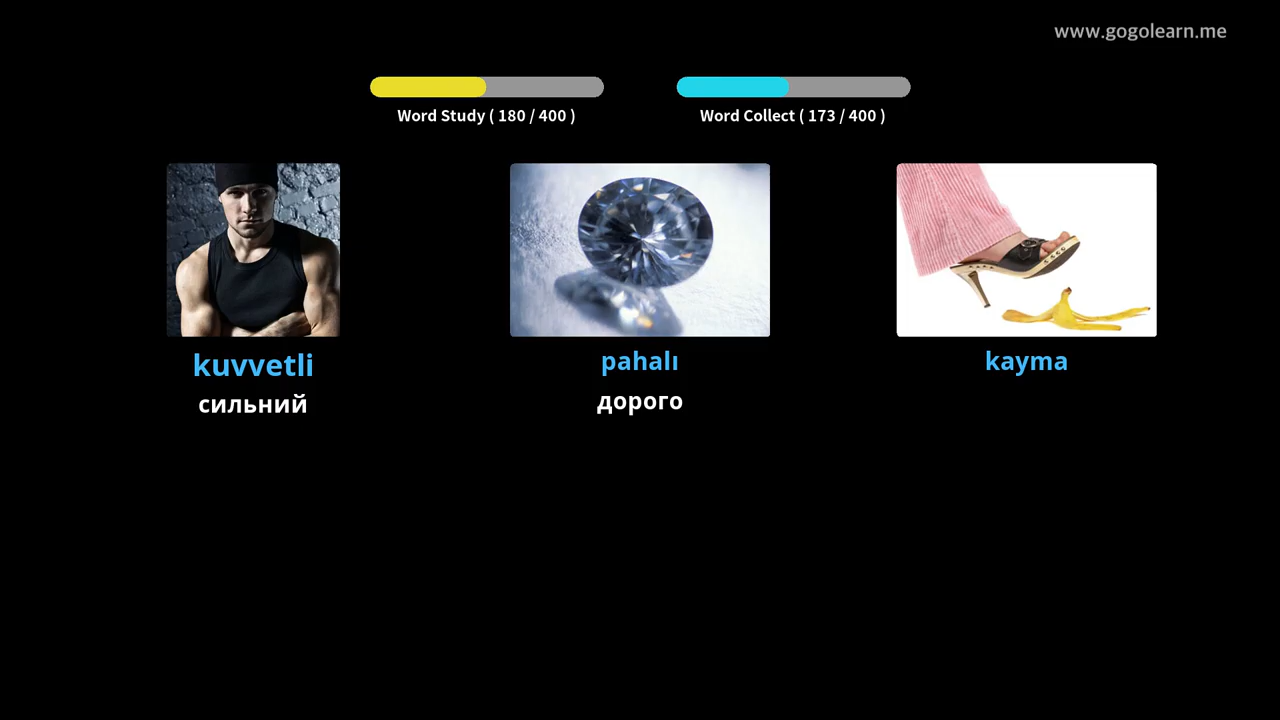 www.gogolearn.me
Word Study ( 180 / 400 )
Word Collect ( 173 / 400 )
kuvvetli
сильний
pahalı
дорого
kayma